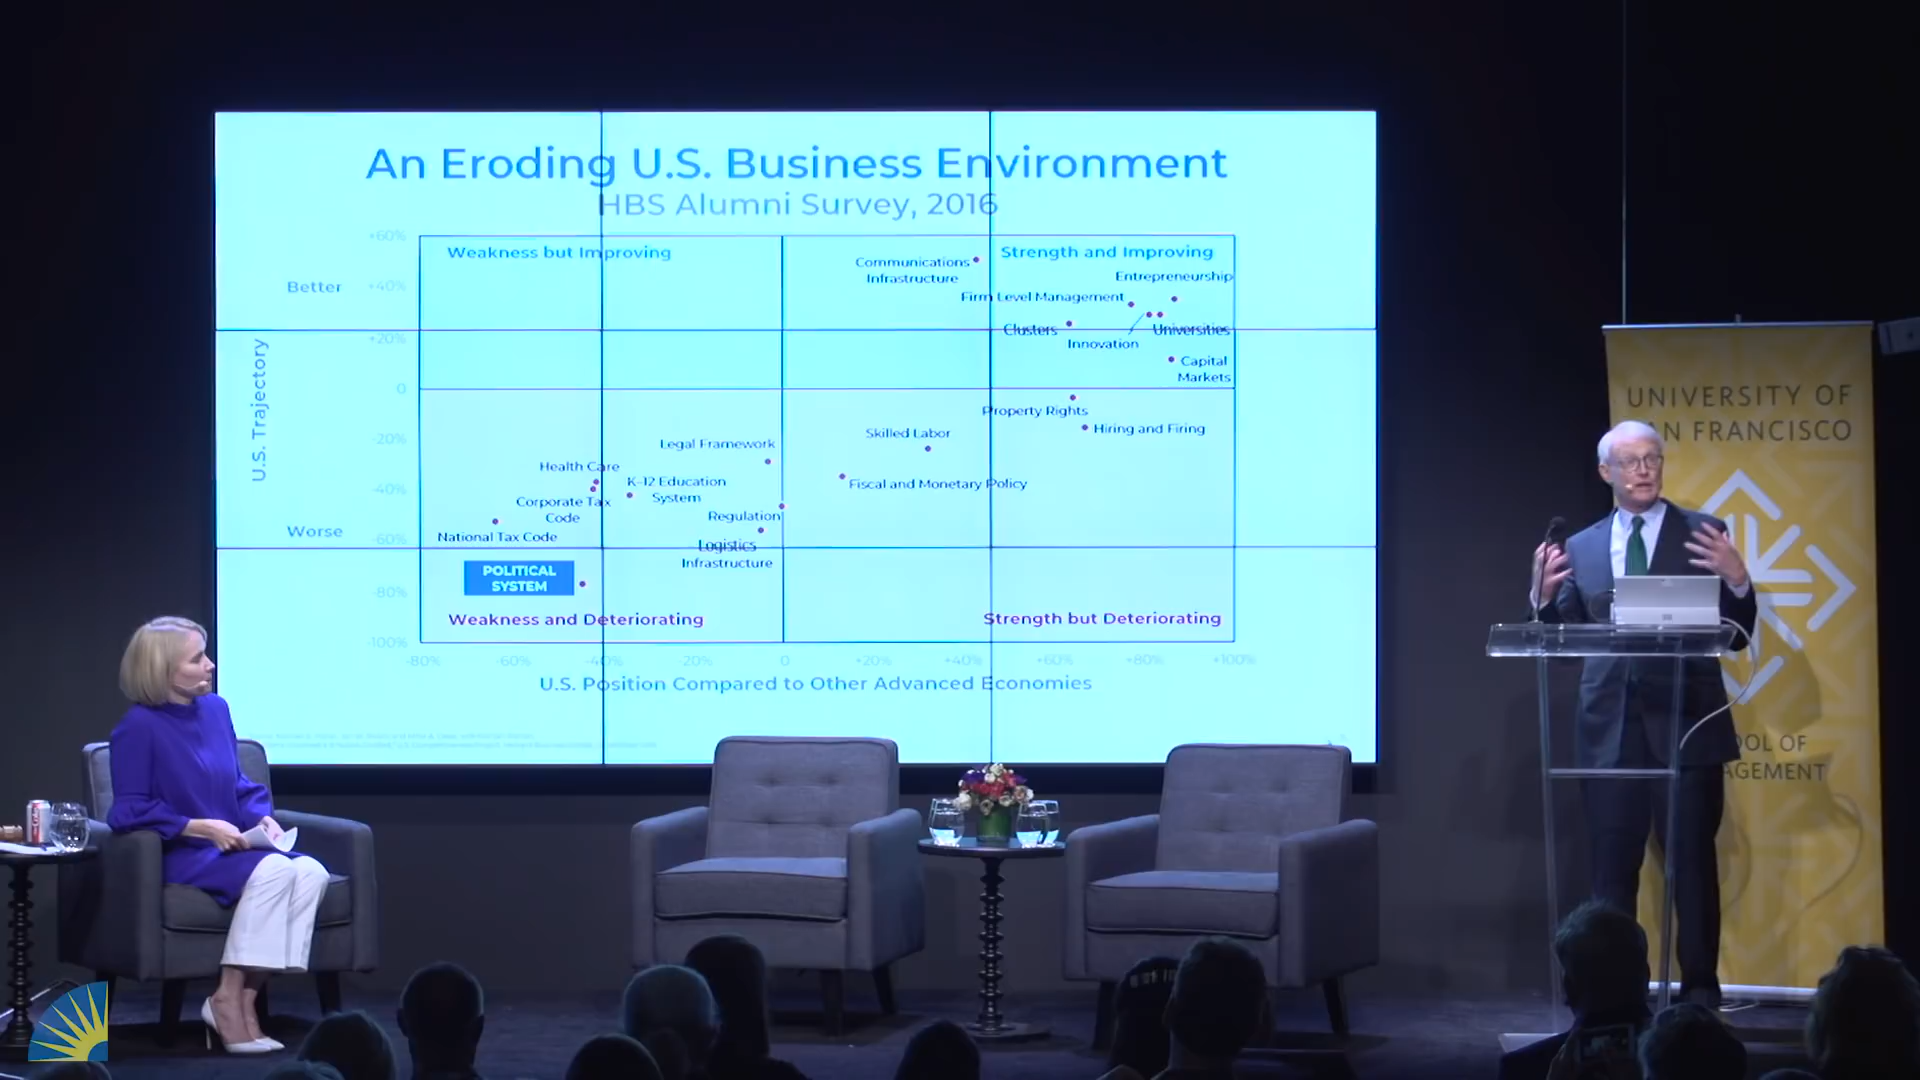 An Eroding U.S. Business Environment
HBS Alumni Survey, 2016
+60%
Weakness but Improving
Strength and Improving
Communications
Infrastructure
Entrepreneurship
Better
+40%
Firm Level Management
Clusters
Universities
+20%
Innovation
Capital
Markets
U.S. Trajectory
0
Property Rights
Hiring and Firing
-20%
Skilled Labor
Legal Framework
Health Care
K-12 Education
System
Fiscal and Monetary Policy
-40%
Corporate Tax
Code
Regulation
Worse
-60%
National Tax Code
Logistics
Infrastructure
POLITICAL
SYSTEM
-80%
Weakness and Deteriorating
Strength but Deteriorating
-100%
-80%
-60%
-40%
-20%
0
+20%
+40%
+60%
+80%
+100%
U.S. Position Compared to Other Advanced Economies
UNIVERSITY OF
AN FRANCISCO
OOL OF
AGEMENT